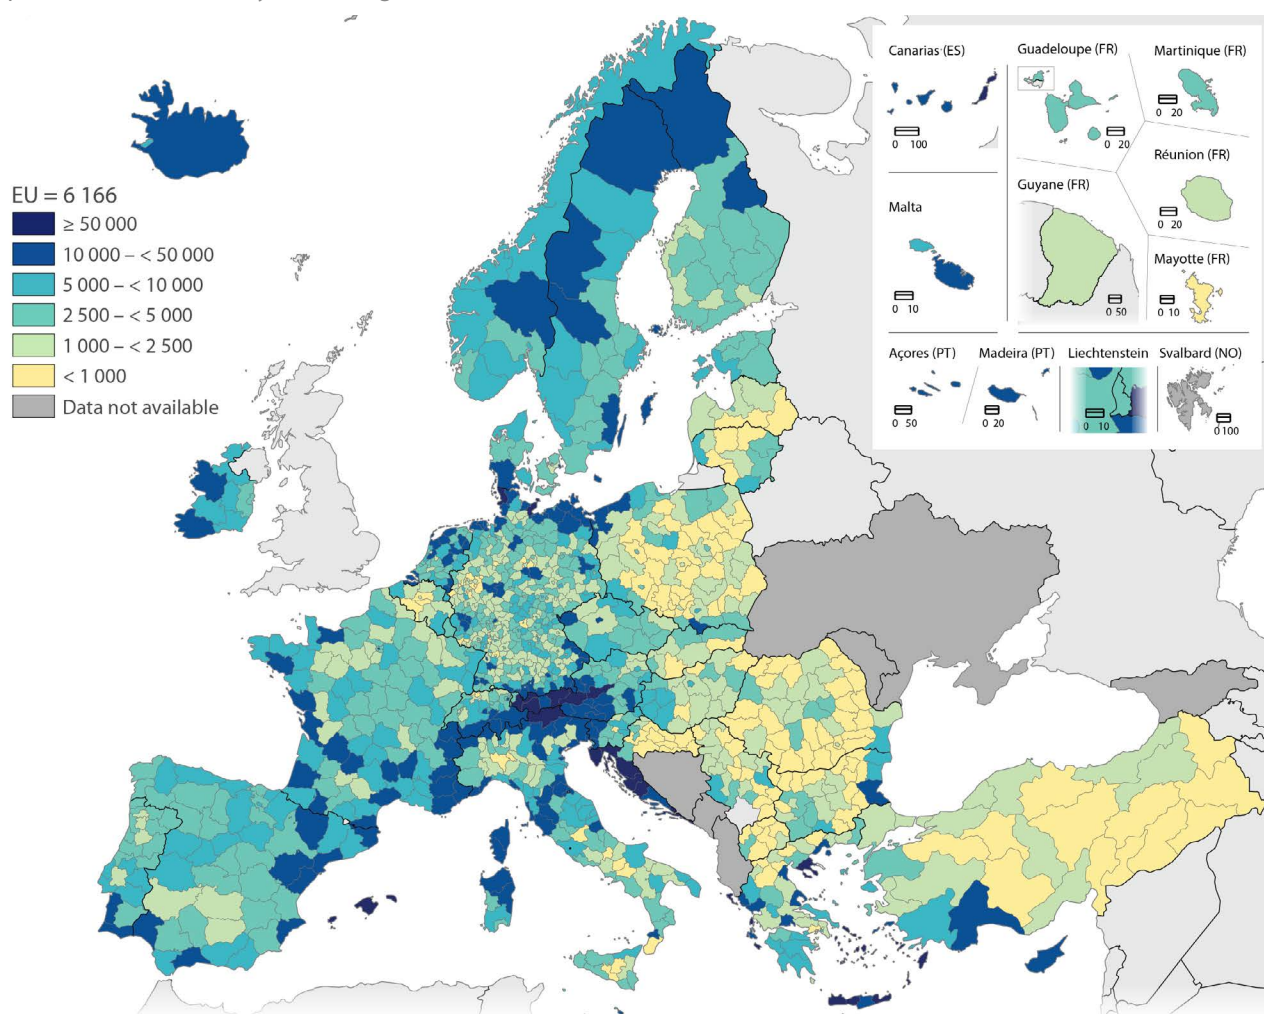 EU = 6 166
≥ 50 000
10 000 – < 50 000
5 000 – < 10 000
2 500 – < 5 000
1 000 – < 2 500
< 1 000
Data not available
Canarias (ES)
0 100
Guadeloupe (FR)
0 20
Martinique (FR)
0 20
Malta
0 10
Guyane (FR)
0 50
Réunion (FR)
0 20
Mayotte (FR)
0 10
Açores (PT)
0 50
Madeira (PT)
0 20
Liechtenstein
0 10
Svalbard (NO)
0 100